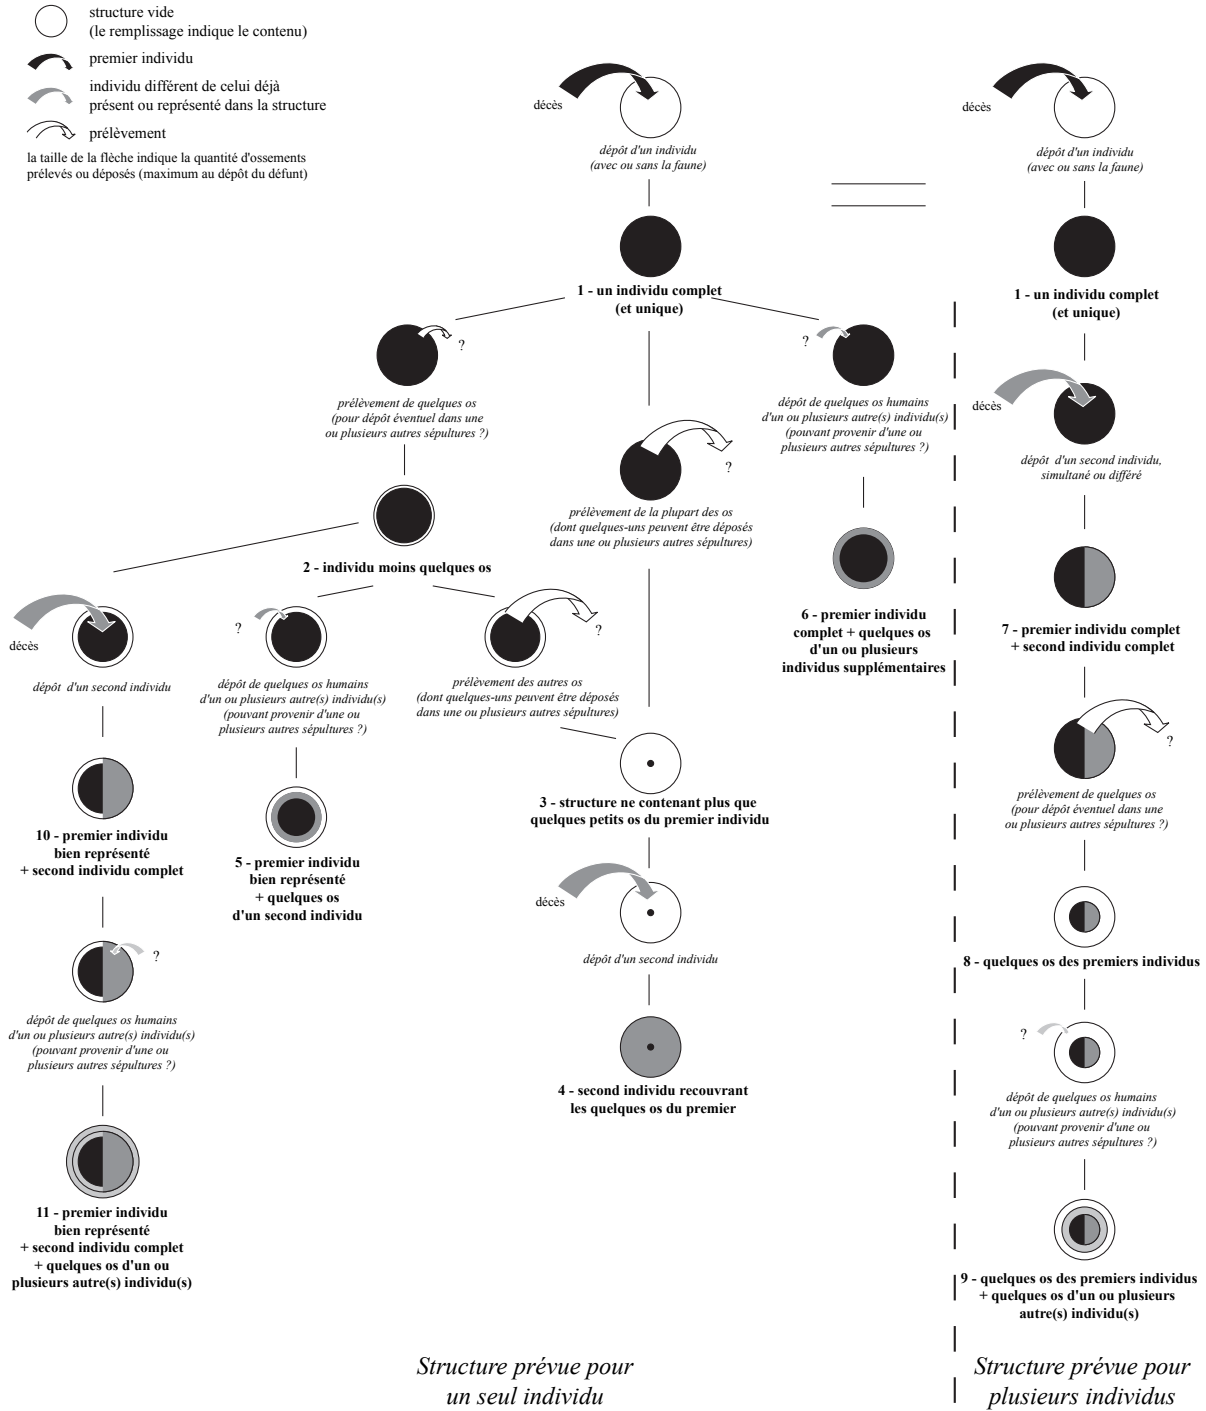 structure vide
(le remplissage indique le contenu)
premier individu
individu différent de celui déjà
présent ou représenté dans la structure
prélèvement
la taille de la flèche indique la quantité d'ossements
prélevés ou déposés (maximum au dépôt du défunt)
décès
dépôt d'un individu
(avec ou sans la faune)
1 - un individu complet
(et unique)
?
prélèvement de quelques os
(pour dépôt éventuel dans une
ou plusieurs autres sépultures ?)
2 - individu moins quelques os
?
prélèvement de la plupart des os
(dont quelques-uns peuvent être déposés
dans une ou plusieurs autres sépultures)
?
dépôt de quelques os humains
d'un ou plusieurs autre(s) individu(s)
(pouvant provenir d'une ou
plusieurs autres sépultures ?)
6 - premier individu
complet + quelques os
d'un ou plusieurs
individus supplémentaires
décès
dépôt d'un second individu
10 - premier individu
bien représenté
+ second individu complet
?
dépôt de quelques os humains
d'un ou plusieurs autre(s) individu(s)
(pouvant provenir d'une ou
plusieurs autres sépultures ?)
11 - premier individu
bien représenté
+ second individu complet
+ quelques os d'un ou
plusieurs autre(s) individu(s)
?
dépôt de quelques os humains
d'un ou plusieurs autre(s) individu(s)
(pouvant provenir d'une ou
plusieurs autres sépultures ?)
5 - premier individu
bien représenté
+ quelques os
d'un second individu
?
prélèvement des autres os
(dont quelques-uns peuvent être déposés
dans une ou plusieurs autres sépultures)
3 - structure ne contenant plus que
quelques petits os du premier individu
décès
dépôt d'un second individu
4 - second individu recouvrant
les quelques os du premier
Structure prévue pour
un seul individu
décès
dépôt d'un individu
(avec ou sans la faune)
1 - un individu complet
(et unique)
décès
dépôt d'un second individu,
simultané ou différé
7 - premier individu complet
+ second individu complet
?
prélèvement de quelques os
(pour dépôt éventuel dans une
ou plusieurs autres sépultures ?)
8 - quelques os des premiers individus
?
dépôt de quelques os humains
d'un ou plusieurs autre(s) individu(s)
(pouvant provenir d'une ou
plusieurs autres sépultures ?)
9 - quelques os des premiers individus
+ quelques os d'un ou plusieurs
autre(s) individu(s)
Structure prévue pour
plusieurs individus